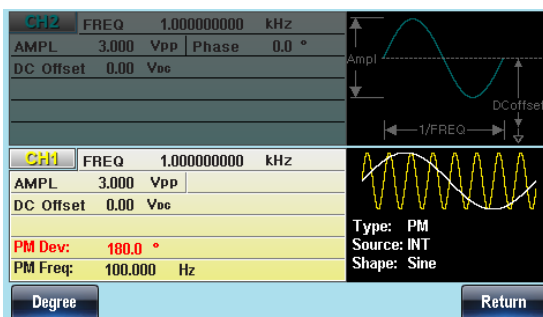 CH2 FREQ 1.000000000 kHz
AMPL 3.000 Vpp Phase 0.0 °
DC Offset 0.00 VDC
Ampl
DCoffset
1/FREQ
CH1 FREQ 1.000000000 kHz
AMPL 3.000 Vpp
DC Offset 0.00 VDC
PM Dev: 180.0 °
PM Freq: 100.000 Hz
Type: PM
Source: INT
Shape: Sine
Degree
Return